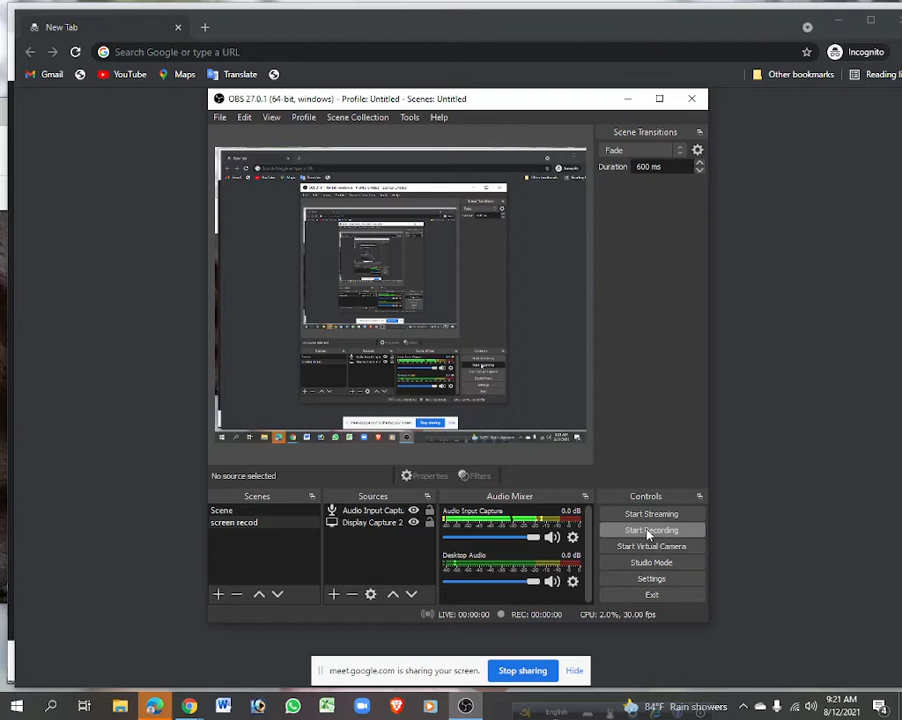 New Tab
Search Google or type a URL
Incognito
Gmail YouTube Maps Translate Other bookmarks Reading li
OBS 27.0.1 (64-bit, windows) - Profile: Untitled - Scenes: Untitled
File Edit View Profile Scene Collection Tools Help
Scene Transitions
Fade
Duration 600 ms
No source selected Properties Filters
Scenes Sources Audio Mixer Controls
Scene
screen recod
Audio Input Captu
Display Capture 2
Audio Input Capture 0.0 dB
Desktop Audio 0.0 dB
Start Streaming
Start Recording
Start Virtual Camera
Studio Mode
Settings
Exit
LIVE: 00:00:00 REC: 00:00:00 CPU: 2.0%, 30.00 fps
meet.google.com is sharing your screen. Stop sharing Hide
84°F Rain showers
English
9:21 AM
8/12/2021